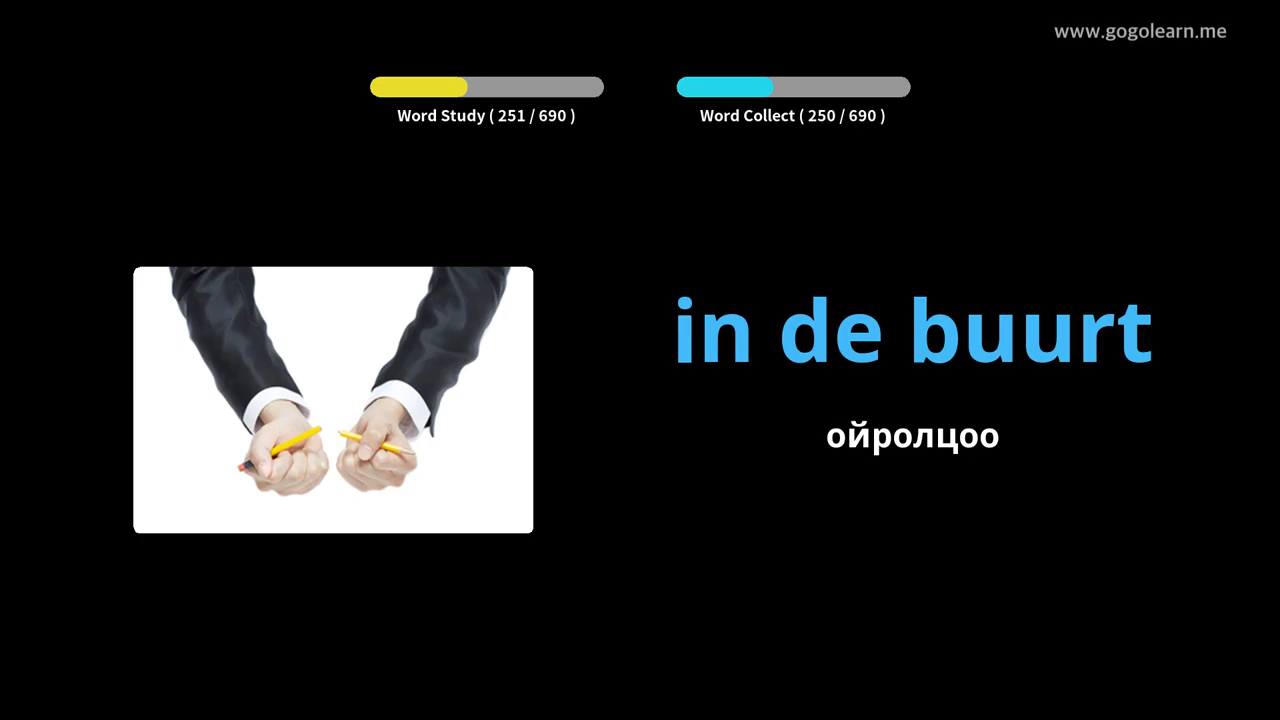 www.gogolearn.me
Word Study ( 251 / 690 )
Word Collect ( 250 / 690 )
in de buurt
ойролцоо